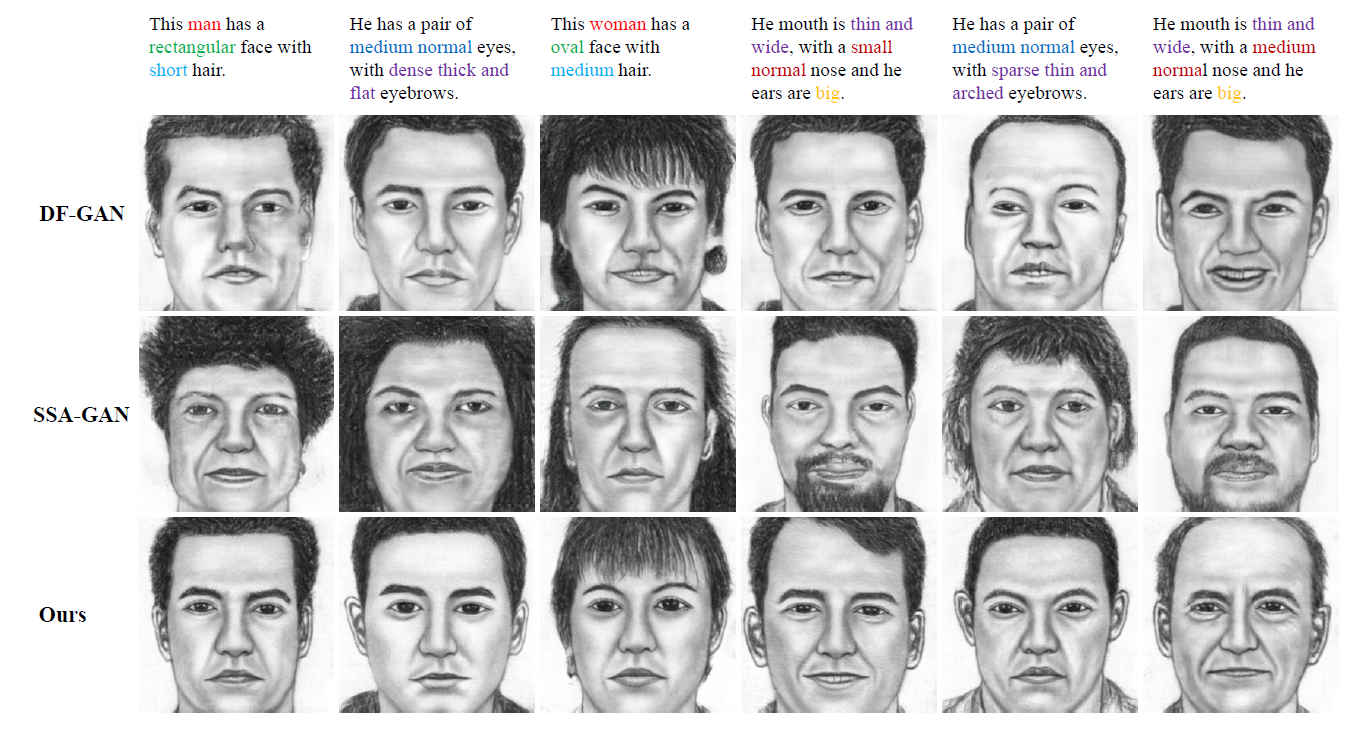 This man has a
rectangular face with
short hair.
He has a pair of
medium normal eyes,
with dense thick and
flat eyebrows.
This woman has a
oval face with
medium hair.
He mouth is thin and
wide, with a small
normal nose and he
ears are big.
He has a pair of
medium normal eyes,
with sparse thin and
arched eyebrows.
He mouth is thin and
wide, with a medium
normal nose and he
ears are big.
DF-GAN
SSA-GAN
Ours